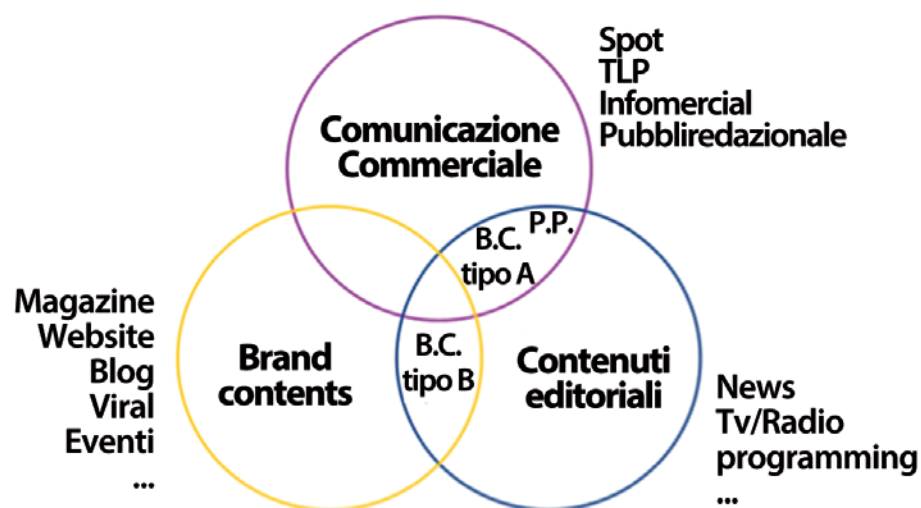 Spot
TLP
Infomercial
Pubbliredazionale
Comunicazione
Commerciale
P.P.
B.C.
tipo A
Magazine
Website
Blog
Viral
Eventi
...
Brand
contents
B.C.
tipo B
Contenuti
editoriali
News
Tv/Radio
programming
...